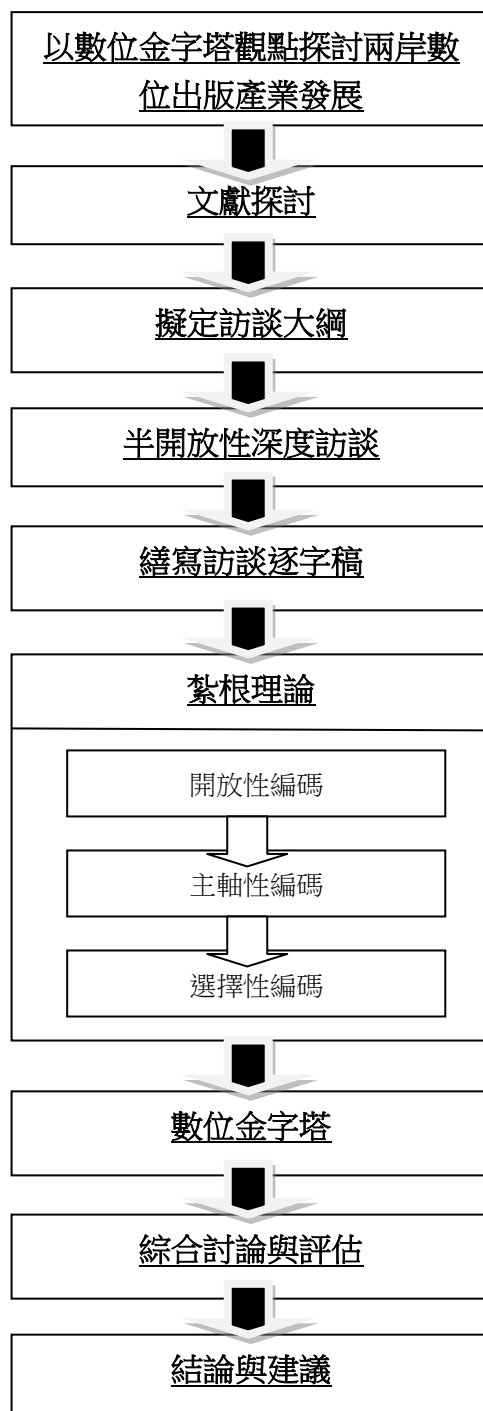 以數位金字塔觀點探討兩岸數
位出版產業發展
文獻探討
擬定訪談大綱
半開放性深度訪談
繕寫訪談逐字稿
紮根理論
開放性編碼
主軸性編碼
選擇性編碼
數位金字塔
綜合討論與評估
結論與建議